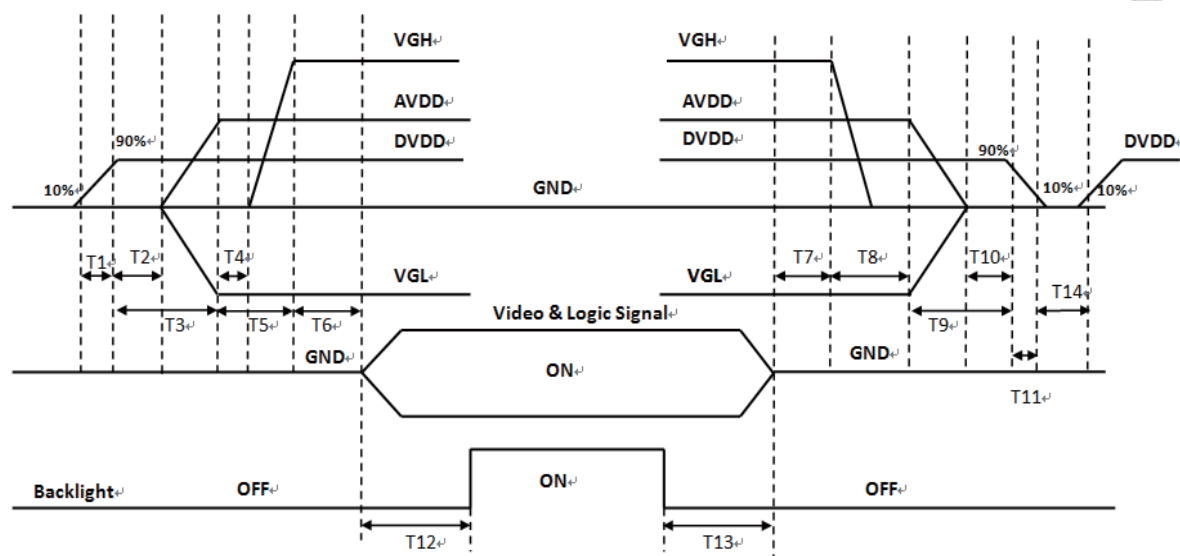 VGH
VGH
AVDD
AVDD
90%
DVDD
DVDD
90%
DVDD
10%
GND
10%
10%
T1
T2
T4
VGL
VGL
T7
T8
T10
T14
T3
T5
T6
Video & Logic Signal
T9
GND
ON
GND
T11
Backlight
OFF
ON
OFF
T12
T13